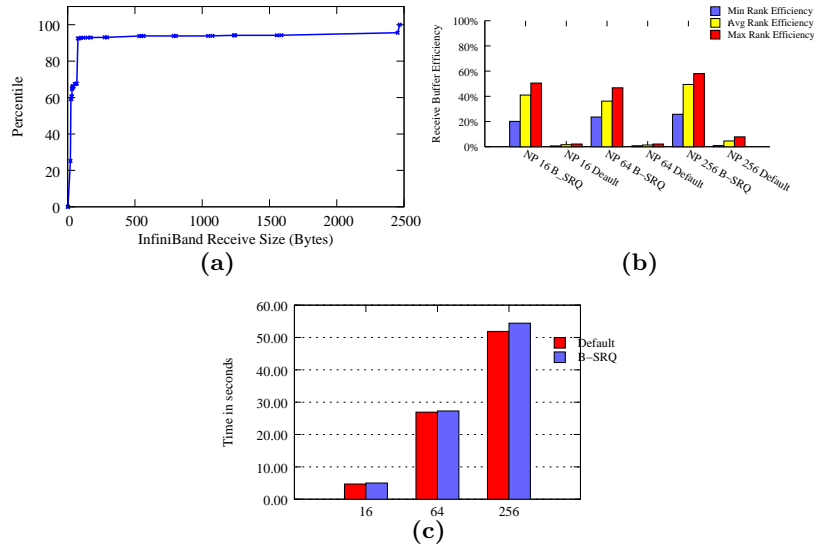 100
80
60
40
20
0
Percentile
0 500 1000 1500 2000 2500
InfiniBand Receive Size (Bytes)
(a)
Min Rank Efficiency
Avg Rank Efficiency
Max Rank Efficiency
100%
80%
60%
40%
20%
0%
Receive Buffer Efficiency
NP 16 B_SRQ
NP 16 Deault
NP 64 B-SRQ
NP 64 Default
NP 256 B-SRQ
NP 256 Default
(b)
60.00
50.00
40.00
30.00
20.00
10.00
0.00
Time in seconds
Default
B-SRQ
16 64 256
(c)